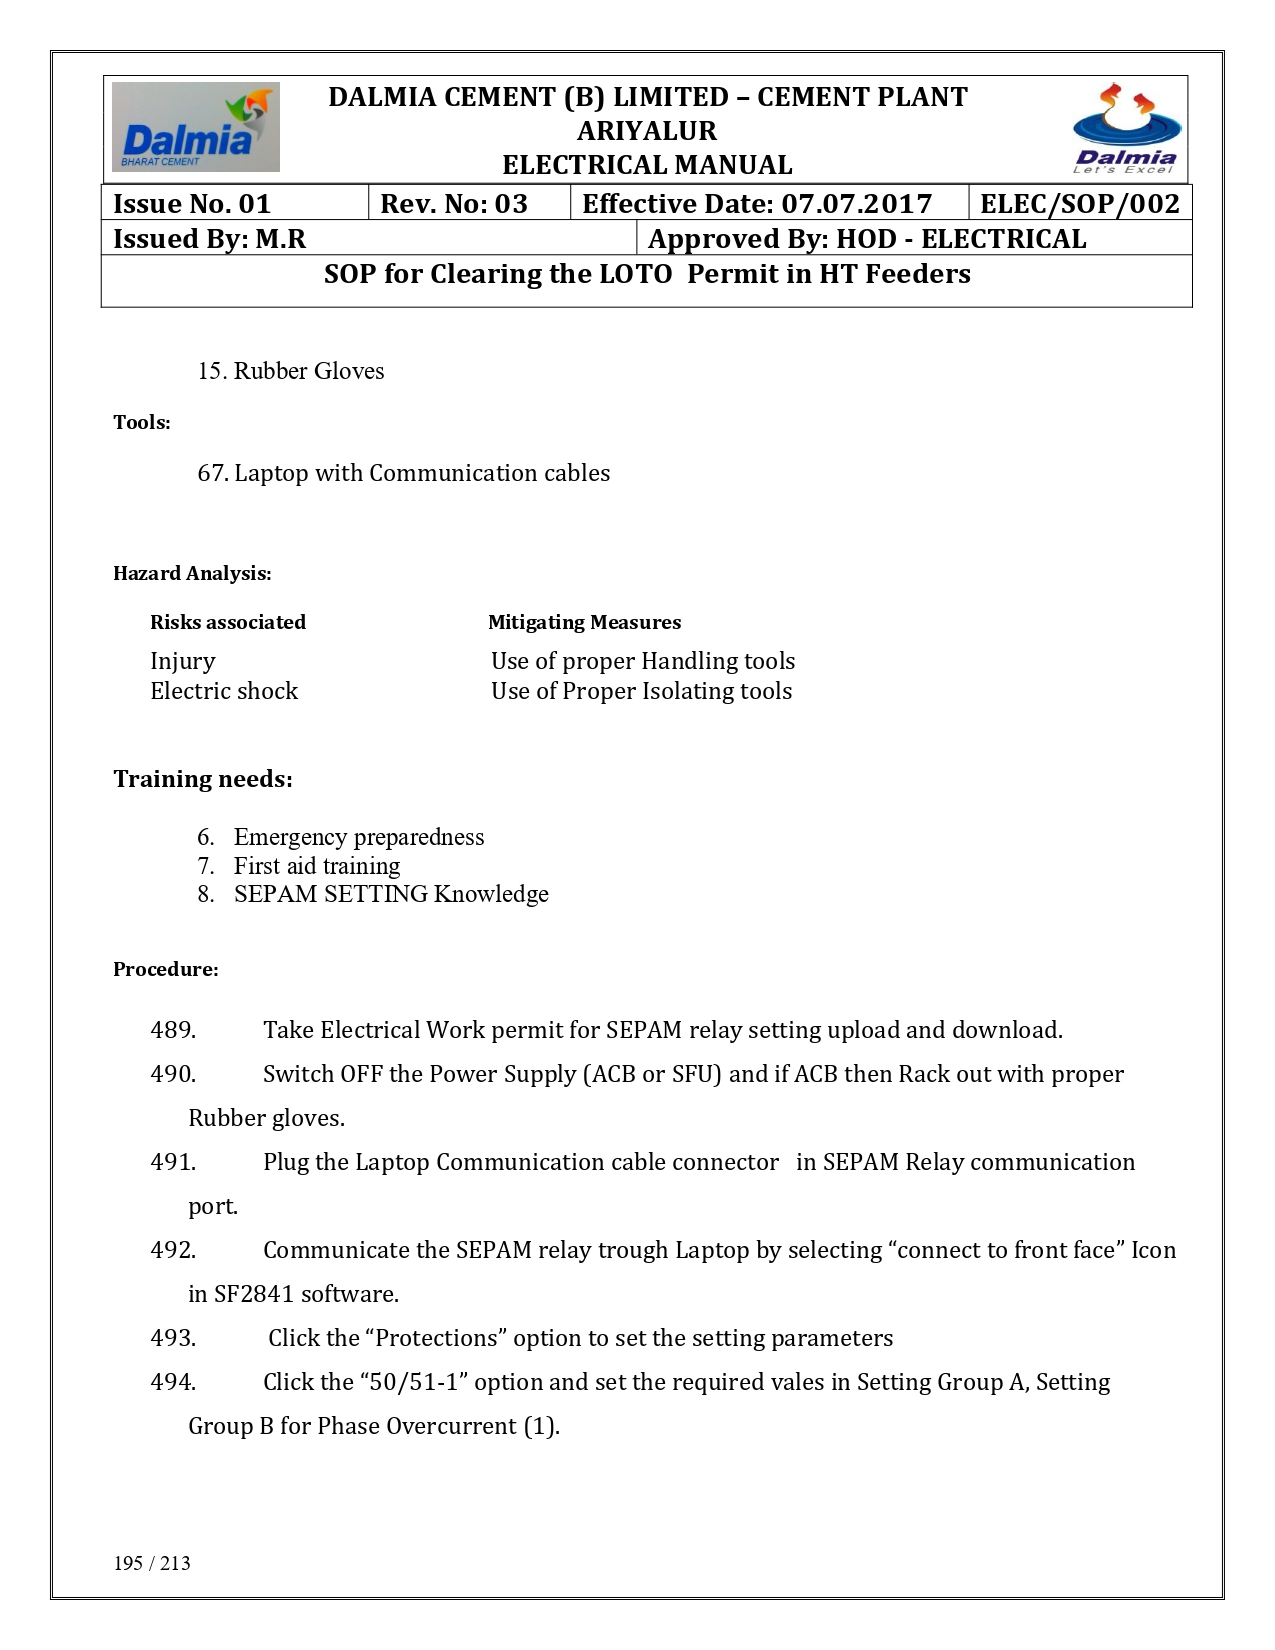 Dalmia
BHARAT CEMENT
DALMIA CEMENT (B) LIMITED – CEMENT PLANT
ARIYALUR
ELECTRICAL MANUAL
Dalmia
Let's Excel
Issue No. 01 Rev. No: 03 Effective Date: 07.07.2017 ELEC/SOP/002
Issued By: M.R Approved By: HOD - ELECTRICAL
SOP for Clearing the LOTO Permit in HT Feeders
15. Rubber Gloves
Tools:
67. Laptop with Communication cables
Hazard Analysis:
Risks associated Mitigating Measures
Injury Use of proper Handling tools
Electric shock Use of Proper Isolating tools
Training needs:
6. Emergency preparedness
7. First aid training
8. SEPAM SETTING Knowledge
Procedure:
489. Take Electrical Work permit for SEPAM relay setting upload and download.
490. Switch OFF the Power Supply (ACB or SFU) and if ACB then Rack out with proper
Rubber gloves.
491. Plug the Laptop Communication cable connector in SEPAM Relay communication
port.
492. Communicate the SEPAM relay trough Laptop by selecting “connect to front face” Icon
in SF2841 software.
493. Click the “Protections” option to set the setting parameters
494. Click the “50/51-1” option and set the required vales in Setting Group A, Setting
Group B for Phase Overcurrent (1).
195 / 213